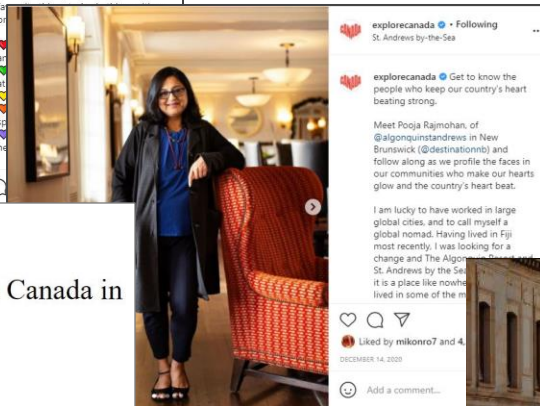 explorecanada • Following
St. Andrews by-the-Sea
explorecanada Get to know the
people who keep our country's heart
beating strong.
Meet Pooja Rajmohan, of
@algonquinstandrews in New
Brunswick (@destinationnb) and
follow along as we profile the faces in
our communities who make our hearts
glow and the country's heart beat.
I am lucky to have worked in large
global cities, and to call myself a
global nomad. Having lived in Fiji
most recently, I was looking for a
change and The Algonquin Resort and
St. Andrews by the Sea
it is a place like
lived in some of the
Liked by mikonro7 and 4,
DECEMBER 14, 2020
Add a comment...
Canada in